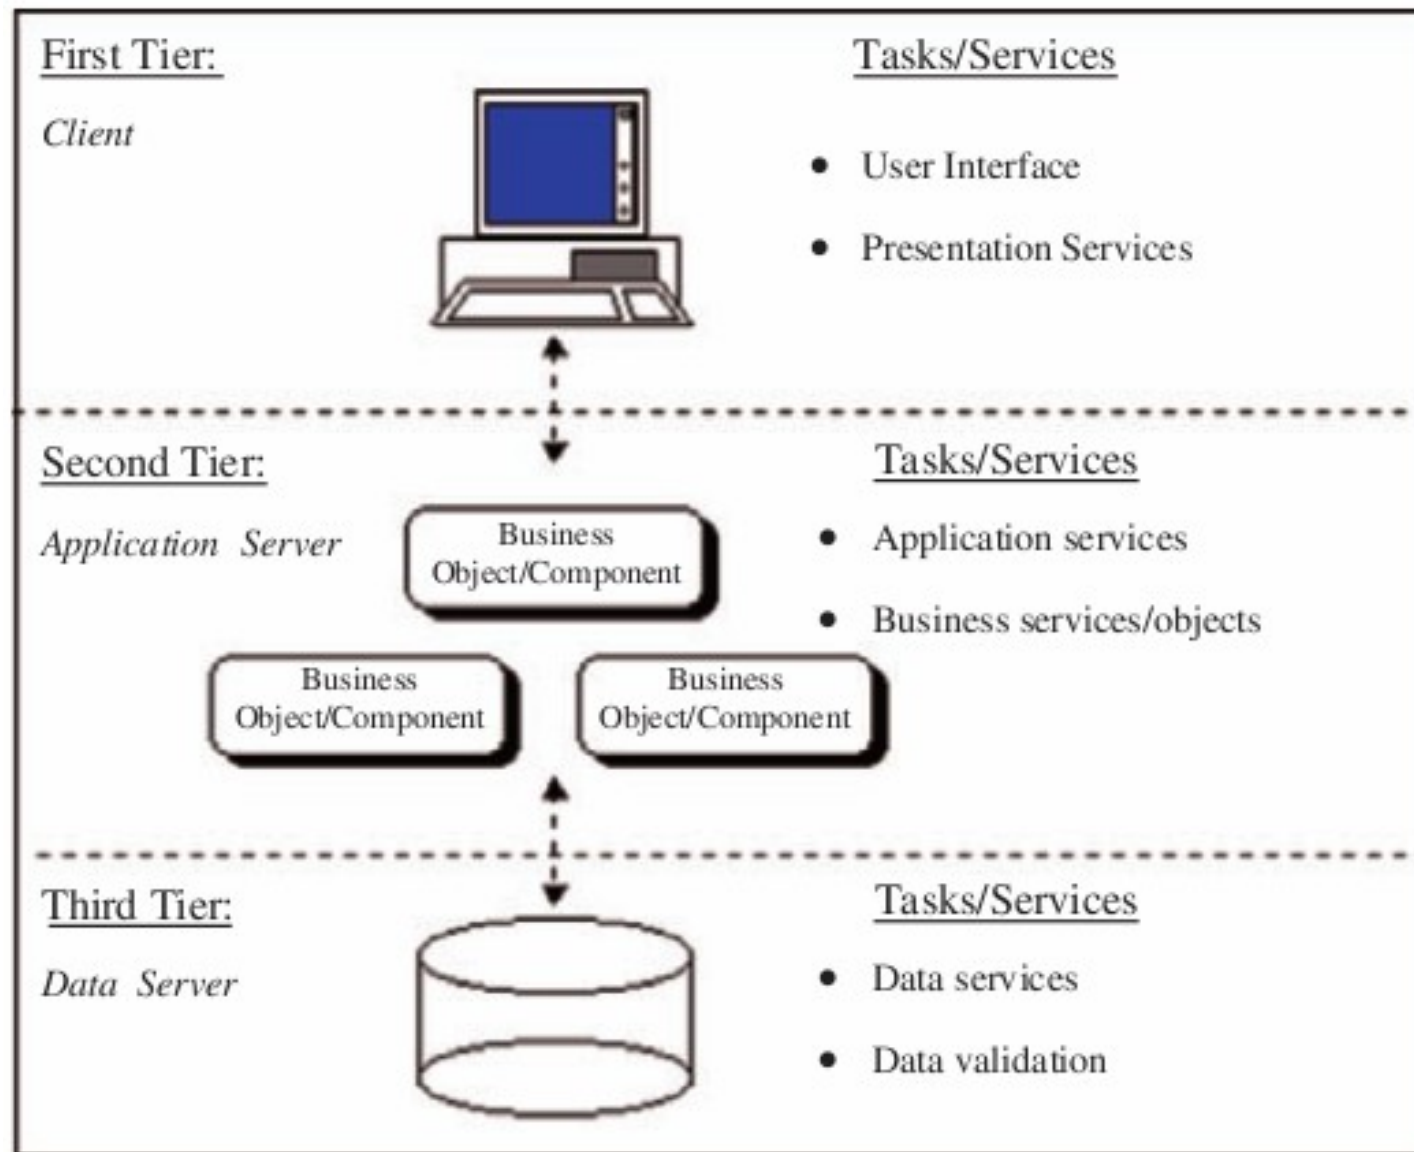 First Tier:
Tasks/Services
Client
• User Interface
• Presentation Services
Second Tier:
Tasks/Services
Application Server
Business
Object/Component
• Application services
• Business services/objects
Business
Object/Component
Business
Object/Component
Third Tier:
Tasks/Services
Data Server
• Data services
• Data validation